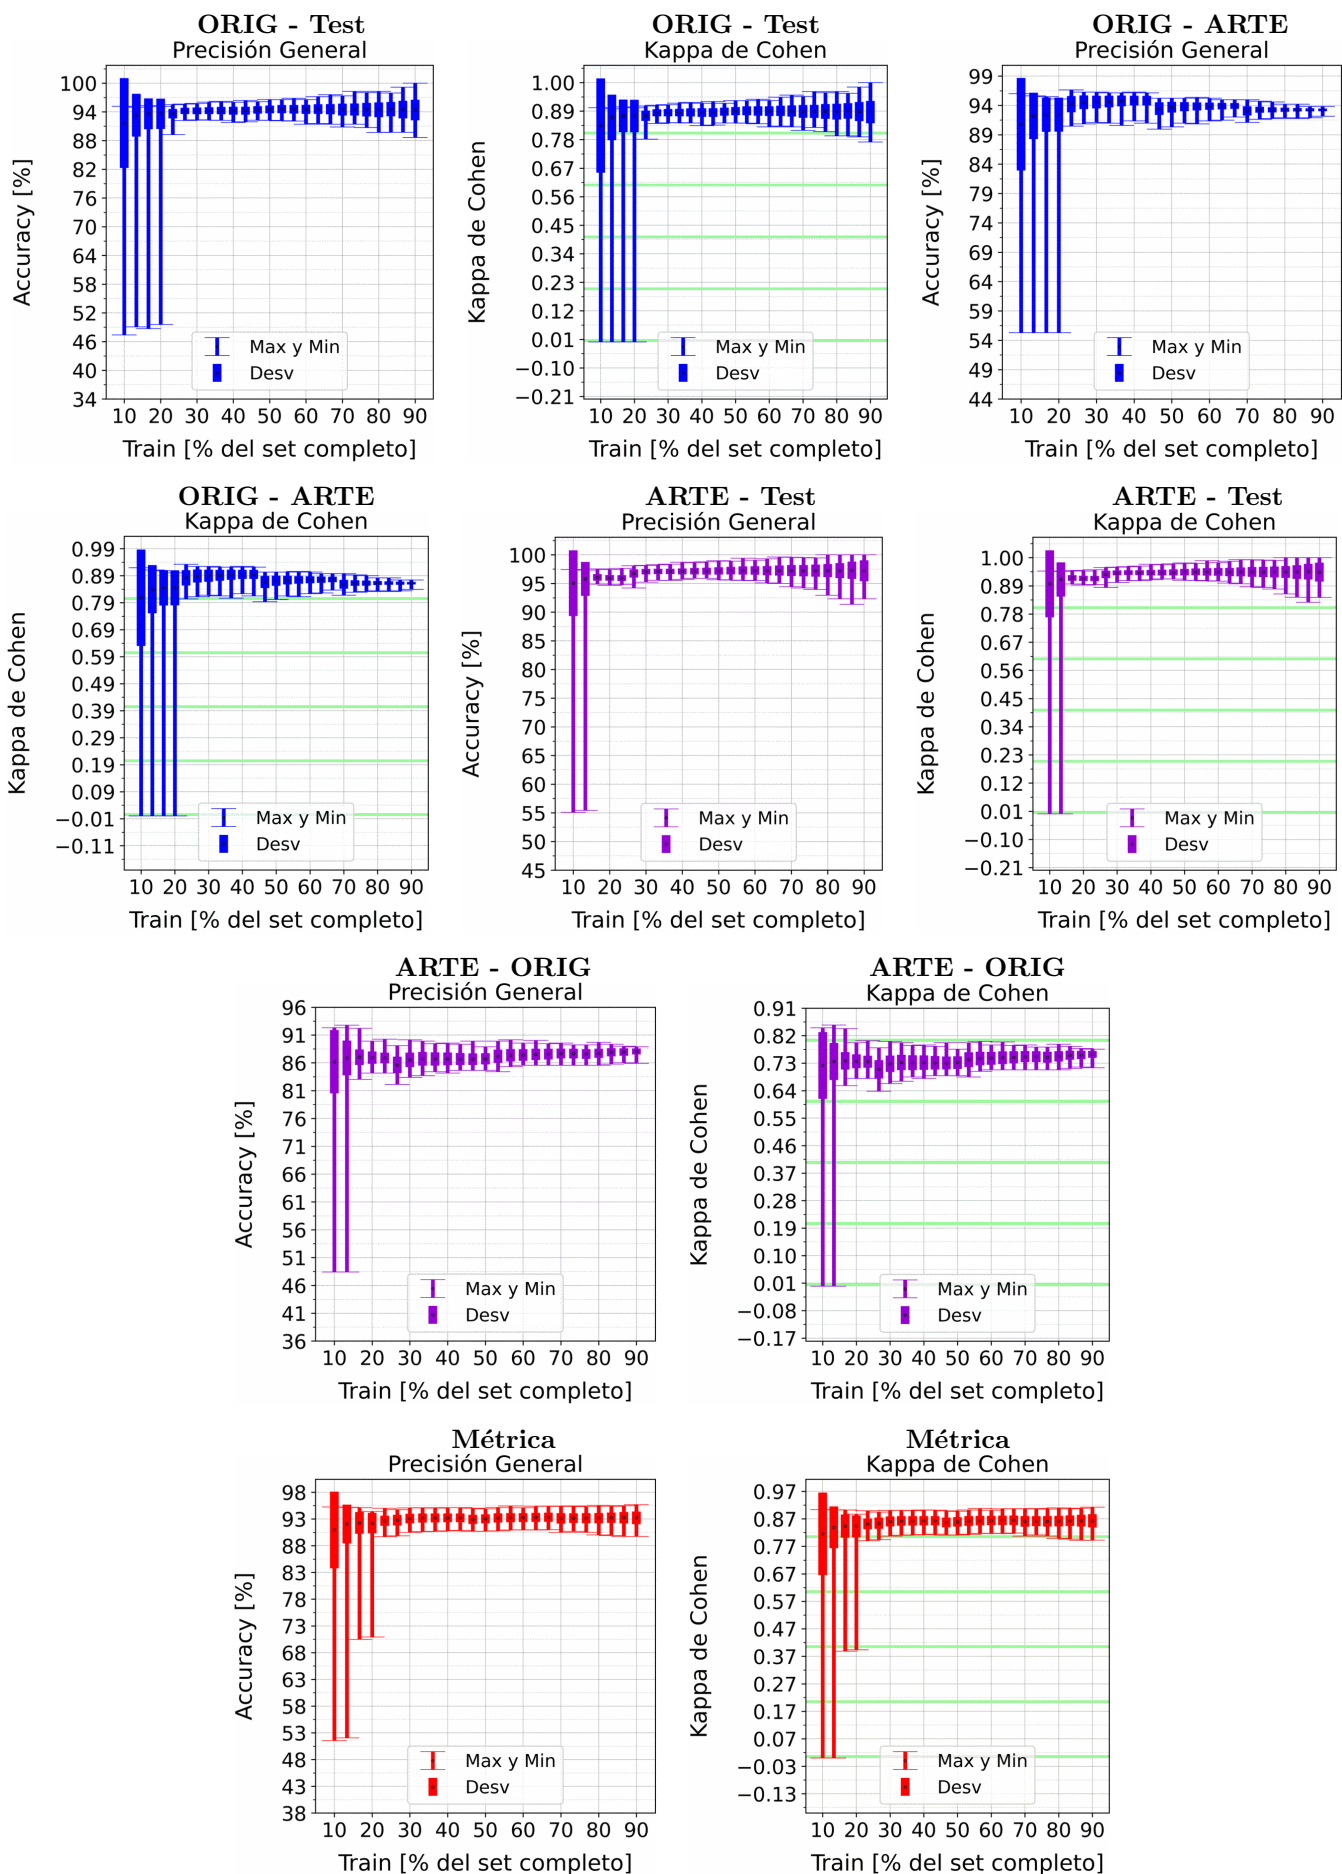 ORIG - Test
Precisión General
Accuracy [%]
100
94
88
82
76
70
64
58
52
46
40
34
Max y Min
Desv
10 20 30 40 50 60 70 80 90
Train [% del set completo]
ORIG - Test
Kappa de Cohen
Kappa de Cohen
1.00
0.89
0.78
0.67
0.56
0.45
0.34
0.23
0.12
0.01
−0.10
−0.21
Max y Min
Desv
10 20 30 40 50 60 70 80 90
Train [% del set completo]
ORIG - ARTE
Precisión General
Accuracy [%]
99
94
89
84
79
74
69
64
59
54
49
44
Max y Min
Desv
10 20 30 40 50 60 70 80 90
Train [% del set completo]
ORIG - ARTE
Kappa de Cohen
Kappa de Cohen
0.99
0.89
0.79
0.69
0.59
0.49
0.39
0.29
0.19
0.09
−0.01
−0.11
Max y Min
Desv
10 20 30 40 50 60 70 80 90
Train [% del set completo]
ARTE - Test
Precisión General
Accuracy [%]
100
95
90
85
80
75
70
65
60
55
50
45
Max y Min
Desv
10 20 30 40 50 60 70 80 90
Train [% del set completo]
ARTE - Test
Kappa de Cohen
Kappa de Cohen
1.00
0.89
0.78
0.67
0.56
0.45
0.34
0.23
0.12
0.01
−0.10
−0.21
Max y Min
Desv
10 20 30 40 50 60 70 80 90
Train [% del set completo]
ARTE - ORIG
Precisión General
Accuracy [%]
96
91
86
81
76
71
66
61
56
51
46
41
36
Max y Min
Desv
10 20 30 40 50 60 70 80 90
Train [% del set completo]
ARTE - ORIG
Kappa de Cohen
Kappa de Cohen
0.91
0.82
0.73
0.64
0.55
0.46
0.37
0.28
0.19
0.10
0.01
−0.08
−0.17
Max y Min
Desv
10 20 30 40 50 60 70 80 90
Train [% del set completo]
Métrica
Precisión General
Accuracy [%]
98
93
88
83
78
73
68
63
58
53
48
43
38
Max y Min
Desv
10 20 30 40 50 60 70 80 90
Train [% del set completo]
Métrica
Kappa de Cohen
Kappa de Cohen
0.97
0.87
0.77
0.67
0.57
0.47
0.37
0.27
0.17
0.07
−0.03
−0.13
Max y Min
Desv
10 20 30 40 50 60 70 80 90
Train [% del set completo]